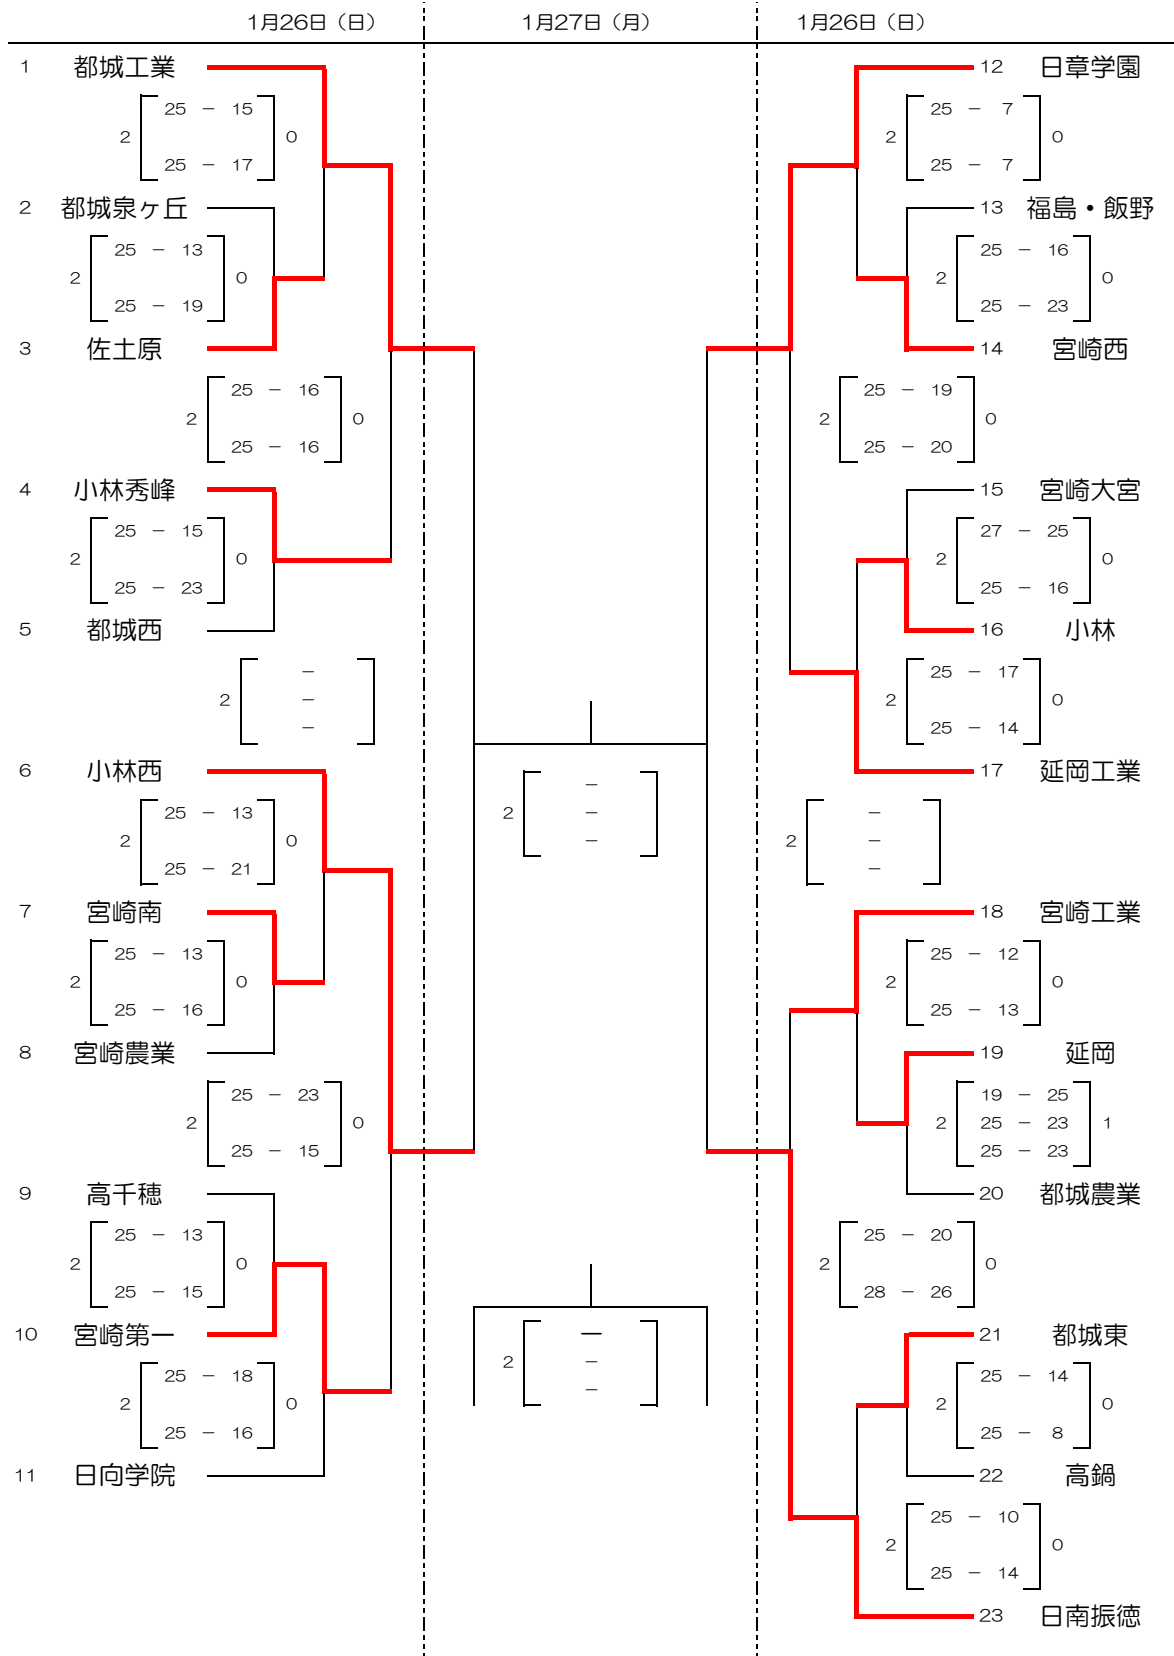 1月26日（日） 1月27日（月） 1月26日（日）
1 都城工業
25 － 15
2 0
25 － 17
2 都城泉ヶ丘
25 － 13
2 0
25 － 19
3 佐土原
25 － 16
2 0
25 － 16
4 小林秀峰
25 － 15
2 0
25 － 23
5 都城西
－
2 －
－
6 小林西
25 － 13
2 0
25 － 21
7 宮崎南
25 － 13
2 0
25 － 16
8 宮崎農業
25 － 23
2 0
25 － 15
9 高千穂
25 － 13
2 0
25 － 15
10 宮崎第一
25 － 18
2 0
25 － 16
11 日向学院
－
2 －
－
－
2 －
－
12 日章学園
25 － 7
2 0
25 － 7
13 福島・飯野
25 － 16
2 0
25 － 23
14 宮崎西
25 － 19
2 0
25 － 20
15 宮崎大宮
27 － 25
2 0
25 － 16
16 小林
25 － 17
2 0
25 － 14
17 延岡工業
－
2 －
－
18 宮崎工業
25 － 12
2 0
25 － 13
19 延岡
19 － 25
2 25 － 23 1
25 － 23
20 都城農業
25 － 20
2 0
28 － 26
21 都城東
25 － 14
2 0
25 － 8
22 高鍋
25 － 10
2 0
25 － 14
23 日南振徳